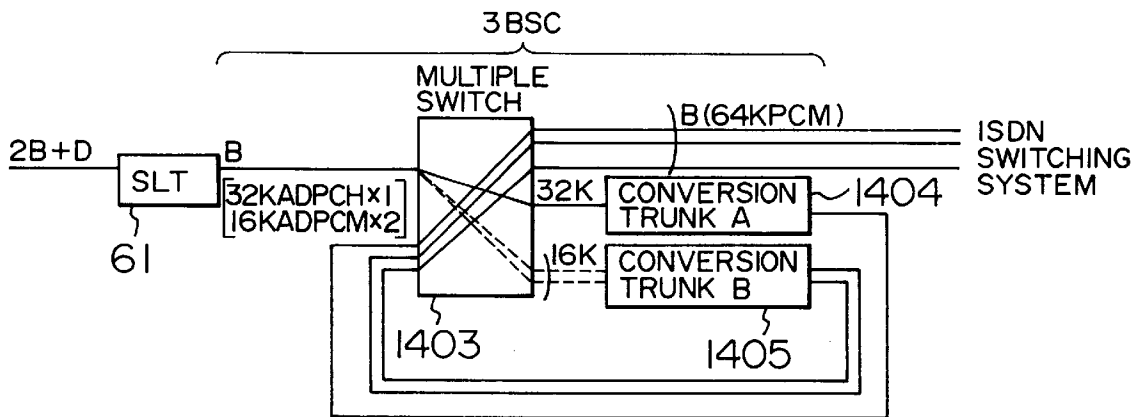 3BSC
MULTIPLE
SWITCH
B(64KPCM)
ISDN
SWITCHING
SYSTEM
2B+D
SLT
B
[32KADPCH×1
16KADPCM×2]
61
32K
CONVERSION
TRUNK A
1404
16K
CONVERSION
TRUNK B
1403
1405